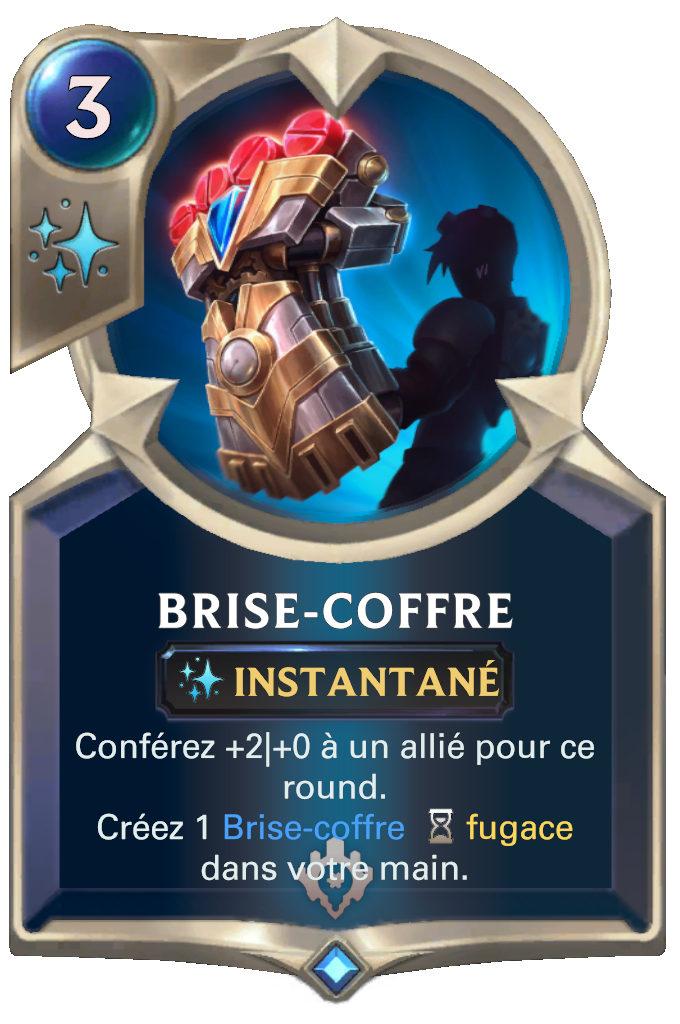 3
VI
BRISE-COFFRE
INSTANTANÉ
Conférez +2|+0 à un allié pour ce
round.
Créez 1 Brise-coffre fugace
dans votre main.